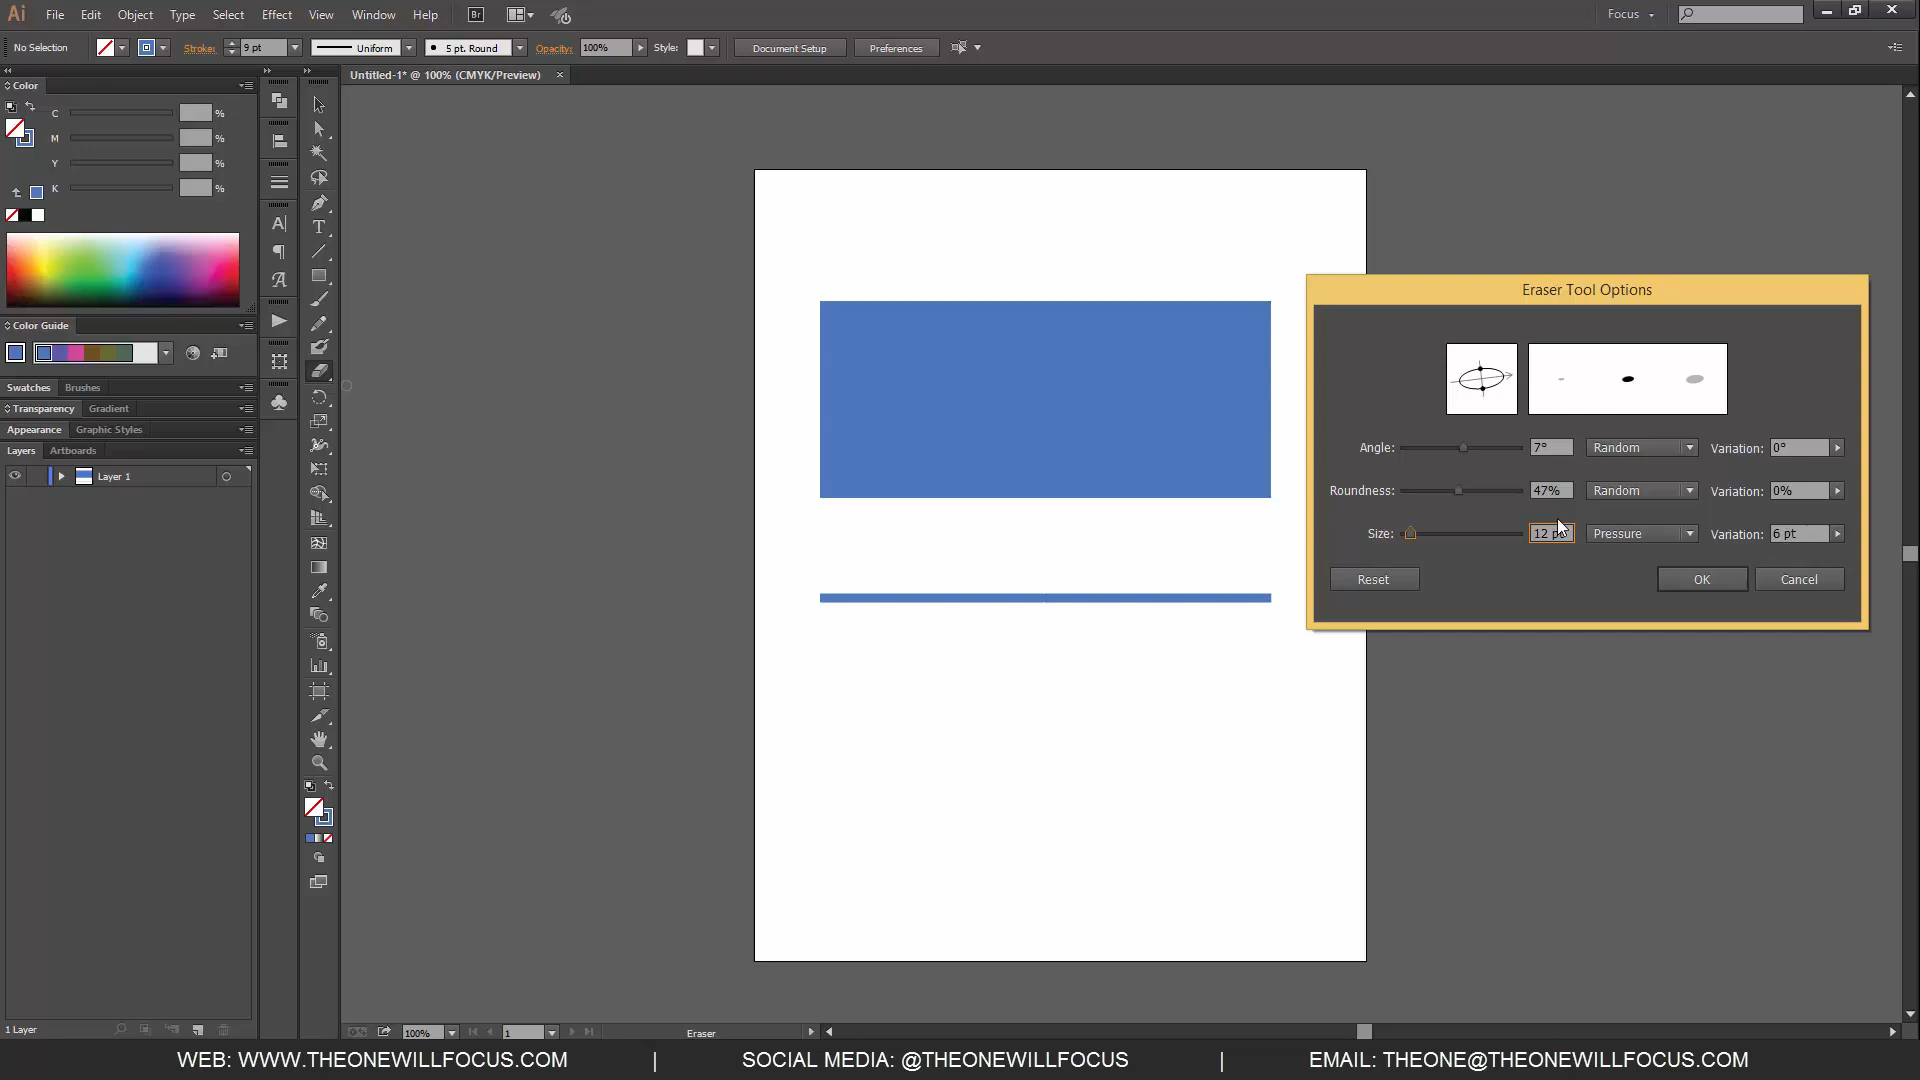 Ai File Edit Object Type Select Effect View Window Help Br Focus
No Selection Stroke: 9 pt Uniform 5 pt. Round Opacity: 100% Style: Document Setup Preferences
Untitled-1* @ 100% (CMYK/Preview)
Color
C %
M %
Y %
K %
Color Guide
Swatches Brushes
Transparency Gradient
Appearance Graphic Styles
Layers Artboards
Layer 1
Eraser Tool Options
Angle: 7° Random Variation: 0°
Roundness: 47% Random Variation: 0%
Size: 12 Pressure Variation: 6 pt
Reset OK Cancel
1 Layer 100% 1 Eraser
WEB: WWW.THEONEWILLFOCUS.COM | SOCIAL MEDIA: @THEONEWILLFOCUS | EMAIL: THEONE@THEONEWILLFOCUS.COM